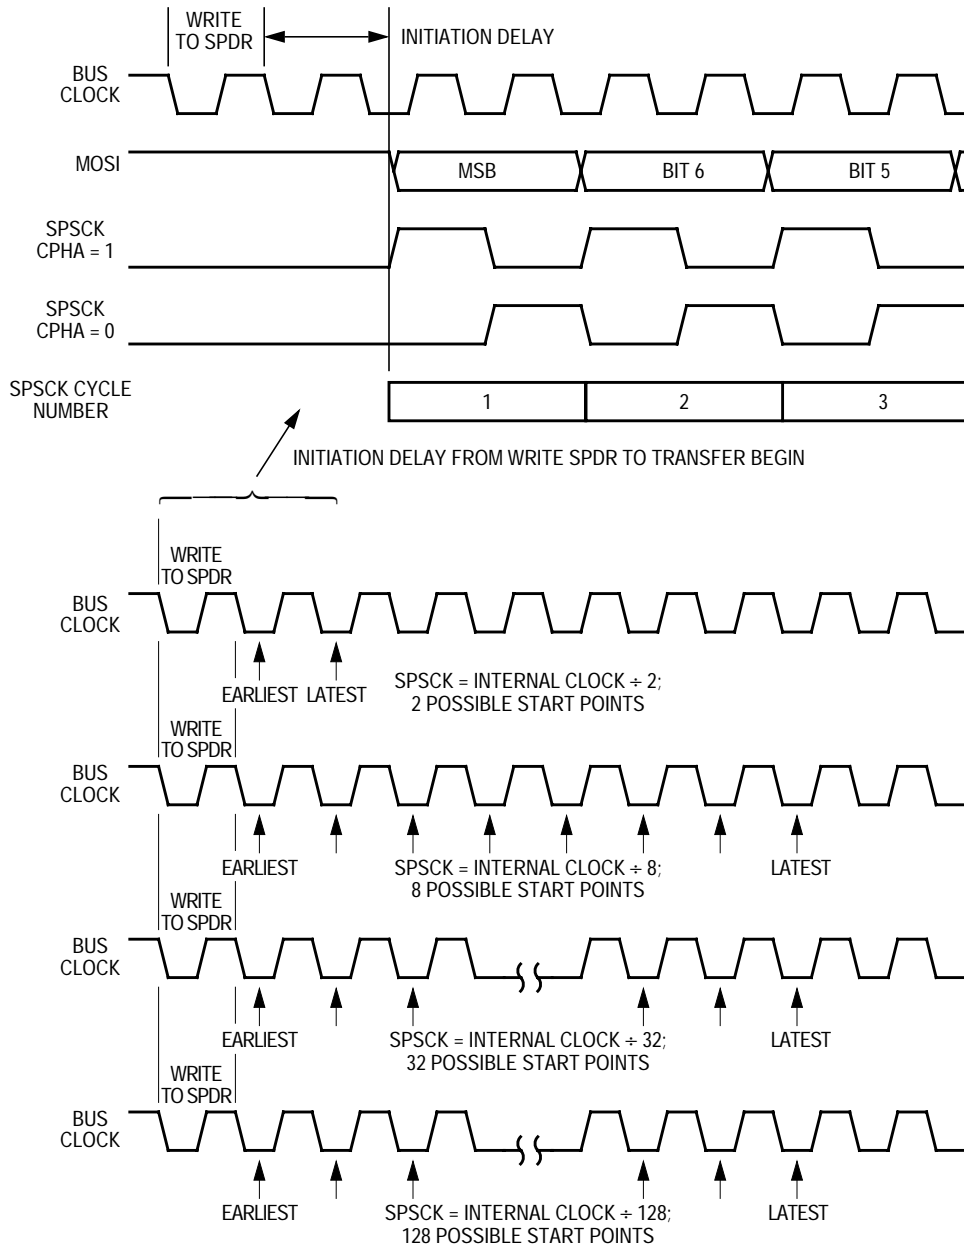 WRITE
TO SPDR
INITIATION DELAY
BUS
CLOCK
MOSI
MSB
BIT 6
BIT 5
SPSCK
CPHA = 1
SPSCK
CPHA = 0
SPSCK CYCLE
NUMBER
1
2
3
INITIATION DELAY FROM WRITE SPDR TO TRANSFER BEGIN
WRITE
TO SPDR
BUS
CLOCK
EARLIEST
LATEST
SPSCK = INTERNAL CLOCK ÷ 2;
2 POSSIBLE START POINTS
WRITE
TO SPDR
BUS
CLOCK
EARLIEST
SPSCK = INTERNAL CLOCK ÷ 8;
8 POSSIBLE START POINTS
LATEST
WRITE
TO SPDR
BUS
CLOCK
EARLIEST
SPSCK = INTERNAL CLOCK ÷ 32;
32 POSSIBLE START POINTS
LATEST
WRITE
TO SPDR
BUS
CLOCK
EARLIEST
SPSCK = INTERNAL CLOCK ÷ 128;
128 POSSIBLE START POINTS
LATEST